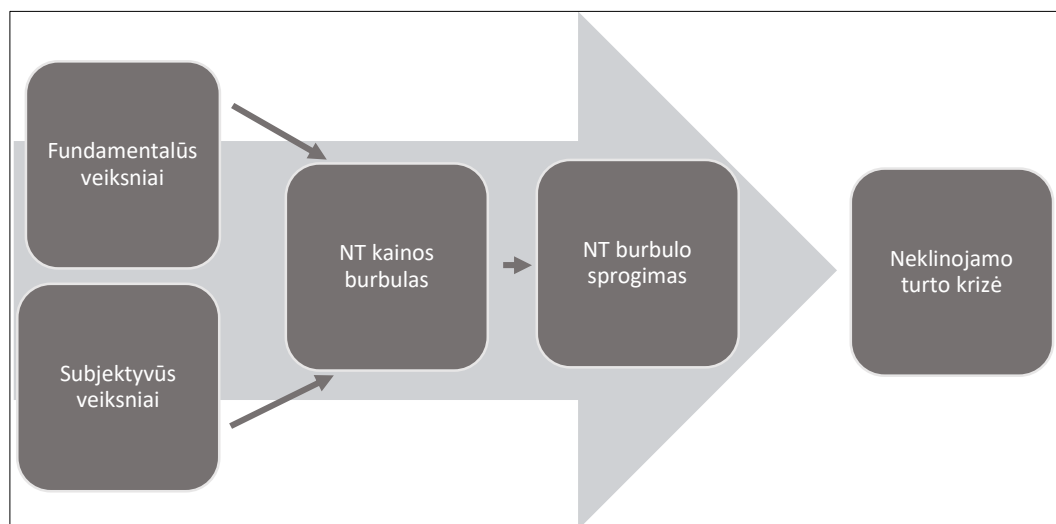 Fundamentalūs
veiksniai
Subjektyvūs
veiksniai
NT kainos
burbulas
NT burbulo
sprogimas
Neklinojamo
turto krizė